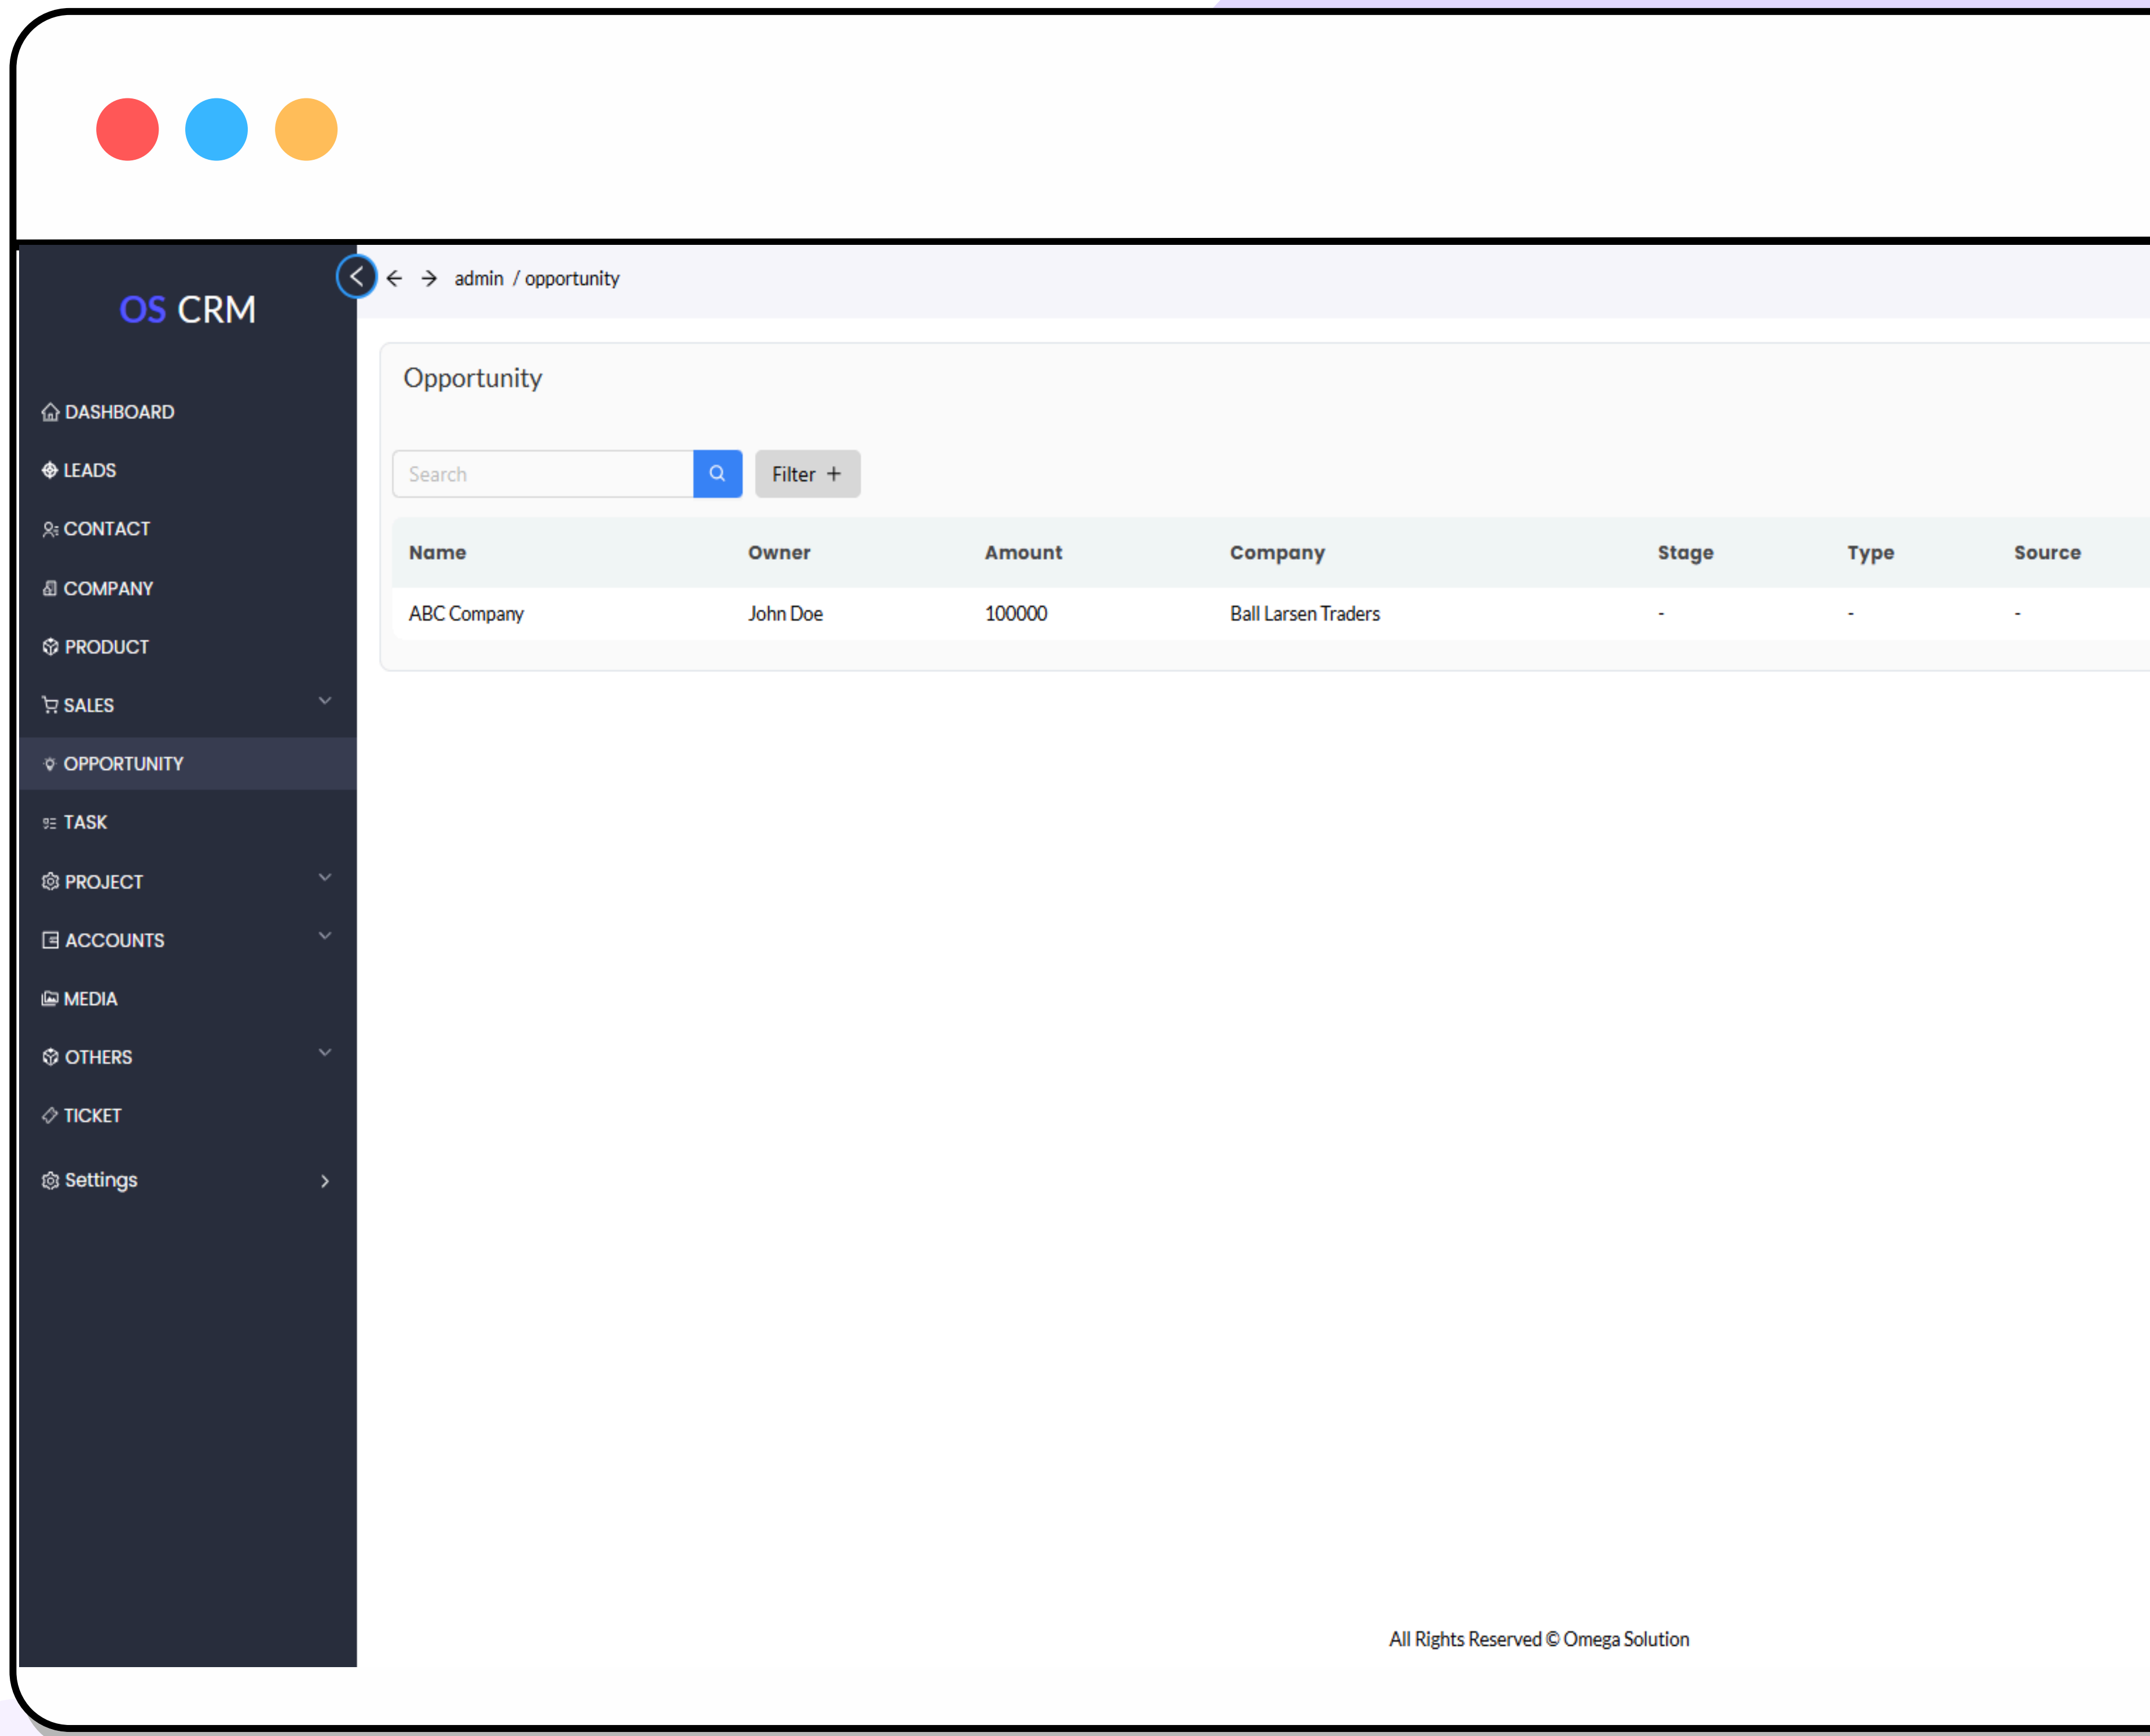 OS CRM
DASHBOARD
LEADS
CONTACT
COMPANY
PRODUCT
SALES
OPPORTUNITY
TASK
PROJECT
ACCOUNTS
MEDIA
OTHERS
TICKET
Settings
admin / opportunity
Opportunity
Search Filter +
Name Owner Amount Company Stage Type Source
ABC Company John Doe 100000 Ball Larsen Traders - - -
All Rights Reserved © Omega Solution